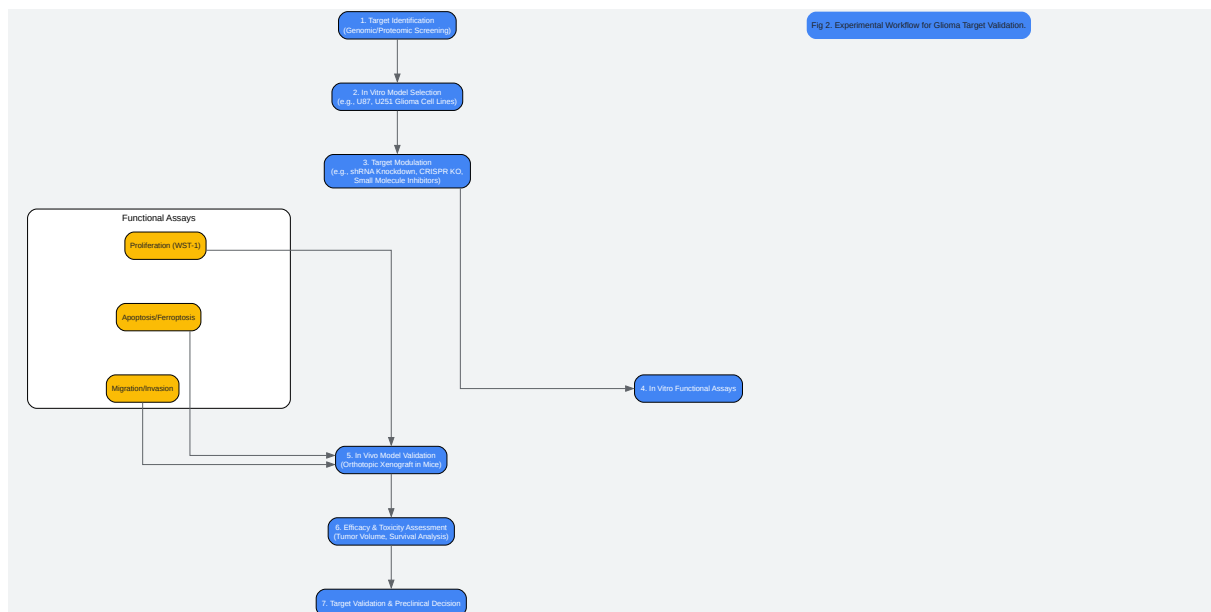 1. Target Identification
(Genomic/Proteomic Screening)
Fig 2. Experimental Workflow for Glioma Target Validation.
2. In Vitro Model Selection
(e.g., U87, U251 Glioma Cell Lines)
3. Target Modulation
(e.g., shRNA Knockdown, CRISPR KO,
Small Molecule Inhibitors)
Functional Assays
Proliferation (WST-1)
Apoptosis/Ferroptosis
Migration/Invasion
4. In Vitro Functional Assays
5. In Vivo Model Validation
(Orthotopic Xenograft in Mice)
6. Efficacy & Toxicity Assessment
(Tumor Volume, Survival Analysis)
7. Target Validation & Preclinical Decision